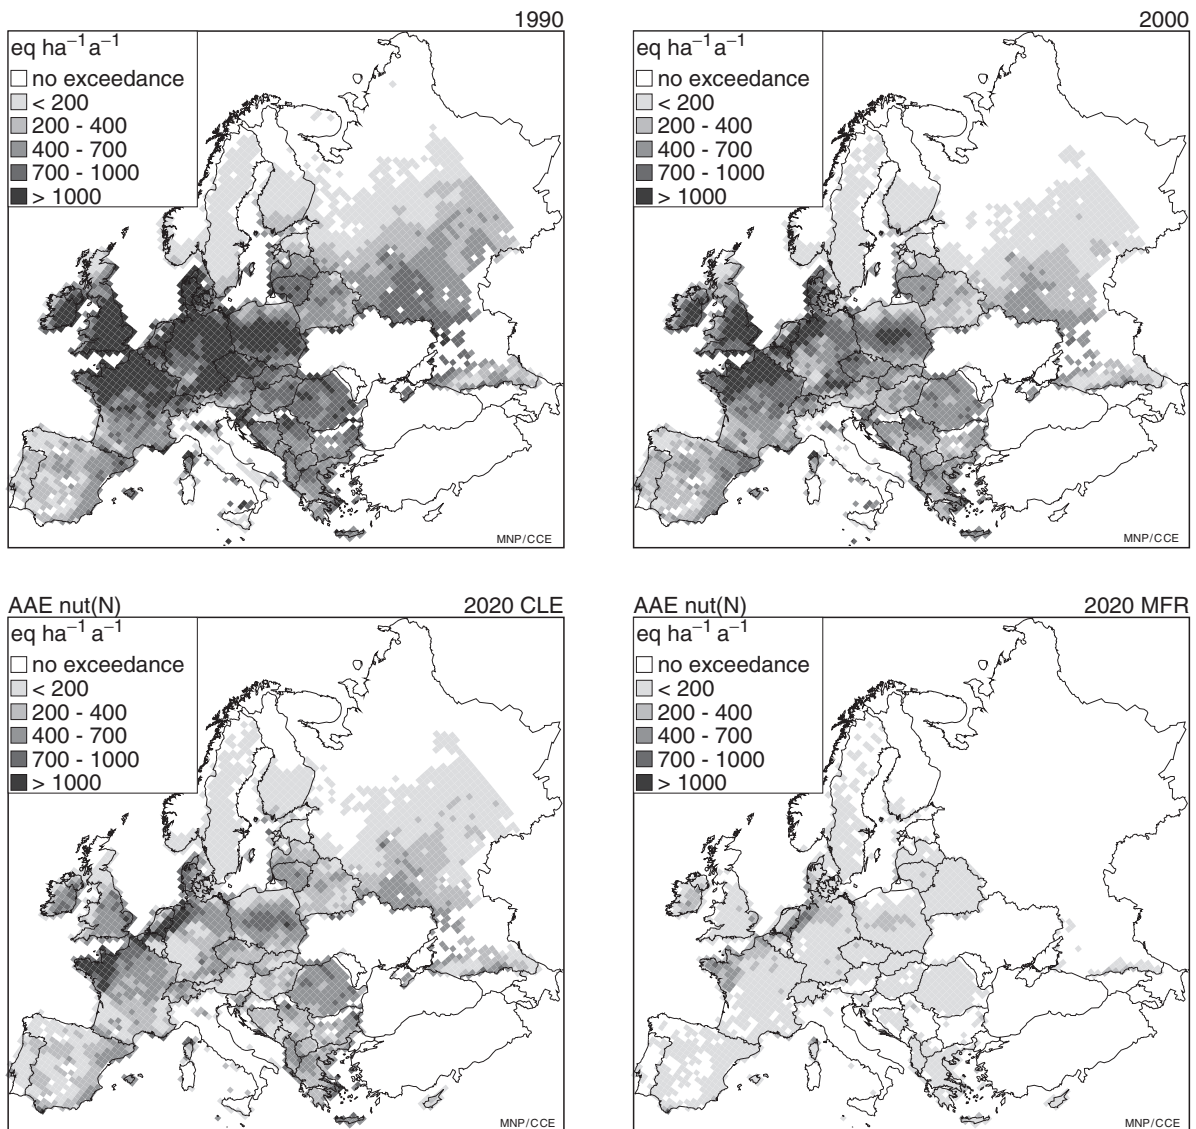 1990
eq ha⁻¹a⁻¹
no exceedance
< 200
200 - 400
400 - 700
700 - 1000
> 1000
MNP/CCE
2000
eq ha⁻¹a⁻¹
no exceedance
< 200
200 - 400
400 - 700
700 - 1000
> 1000
MNP/CCE
AAE nut(N)
2020 CLE
eq ha⁻¹ a⁻¹
no exceedance
< 200
200 - 400
400 - 700
700 - 1000
> 1000
MNP/CCE
AAE nut(N)
2020 MFR
eq ha⁻¹ a⁻¹
no exceedance
< 200
200 - 400
400 - 700
700 - 1000
> 1000
MNP/CCE